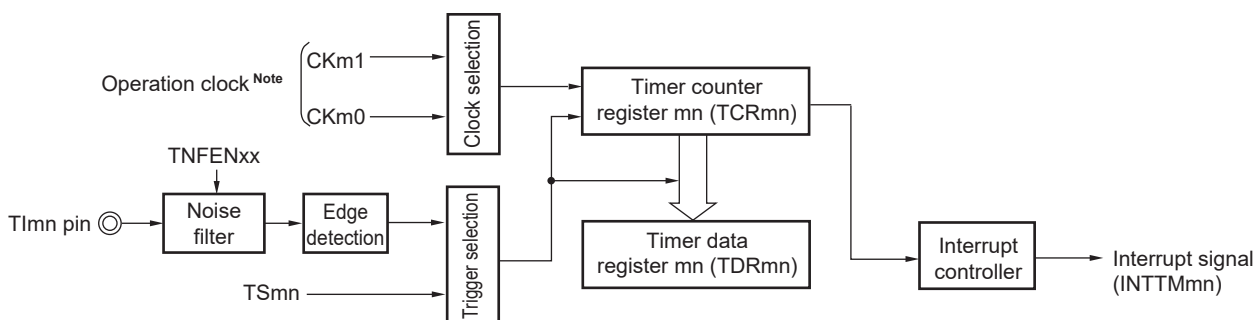 Operation clock Note
CKm1
CKm0
Clock selection
Timer counter
register mn (TCRmn)
TNFENxx
TImn pin
Noise
filter
Edge
detection
TSmn
Trigger selection
Timer data
register mn (TDRmn)
Interrupt
controller
Interrupt signal
(INTTMmn)